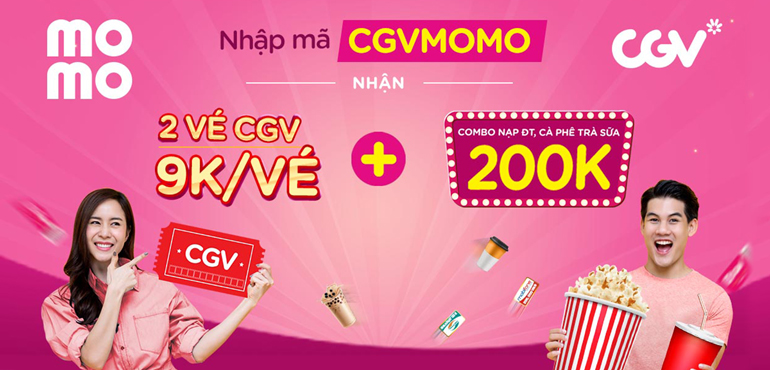 mo
mo
Nhập mã CGVMOMO
CGV
NHẬN
2 VÉ CGV
9K/VÉ
+
COMBO NẠP ĐT, CÀ PHÊ TRÀ SỮA
200K
CGV